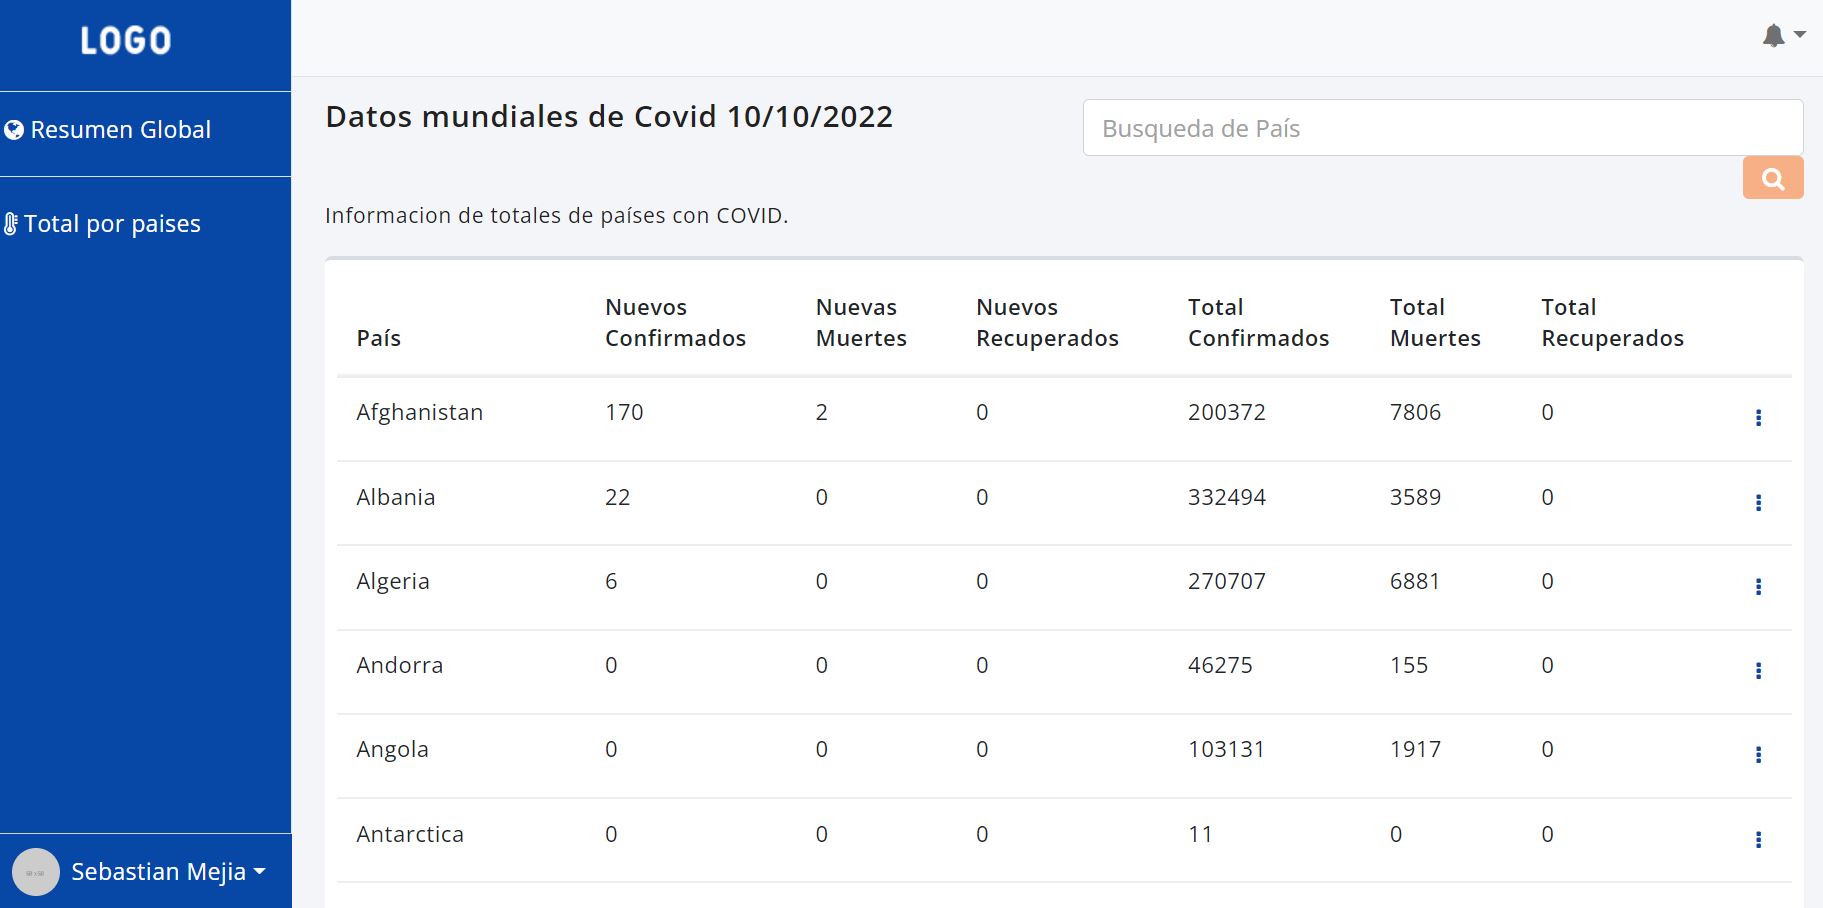 LOGO
Resumen Global
Total por paises
Datos mundiales de Covid 10/10/2022
Busqueda de País
Informacion de totales de países con COVID.
País Nuevos Confirmados Nuevas Muertes Nuevos Recuperados Total Confirmados Total Muertes Total Recuperados
Afghanistan 170 2 0 200372 7806 0
Albania 22 0 0 332494 3589 0
Algeria 6 0 0 270707 6881 0
Andorra 0 0 0 46275 155 0
Angola 0 0 0 103131 1917 0
Antarctica 0 0 0 11 0 0
50 x 50
Sebastian Mejia